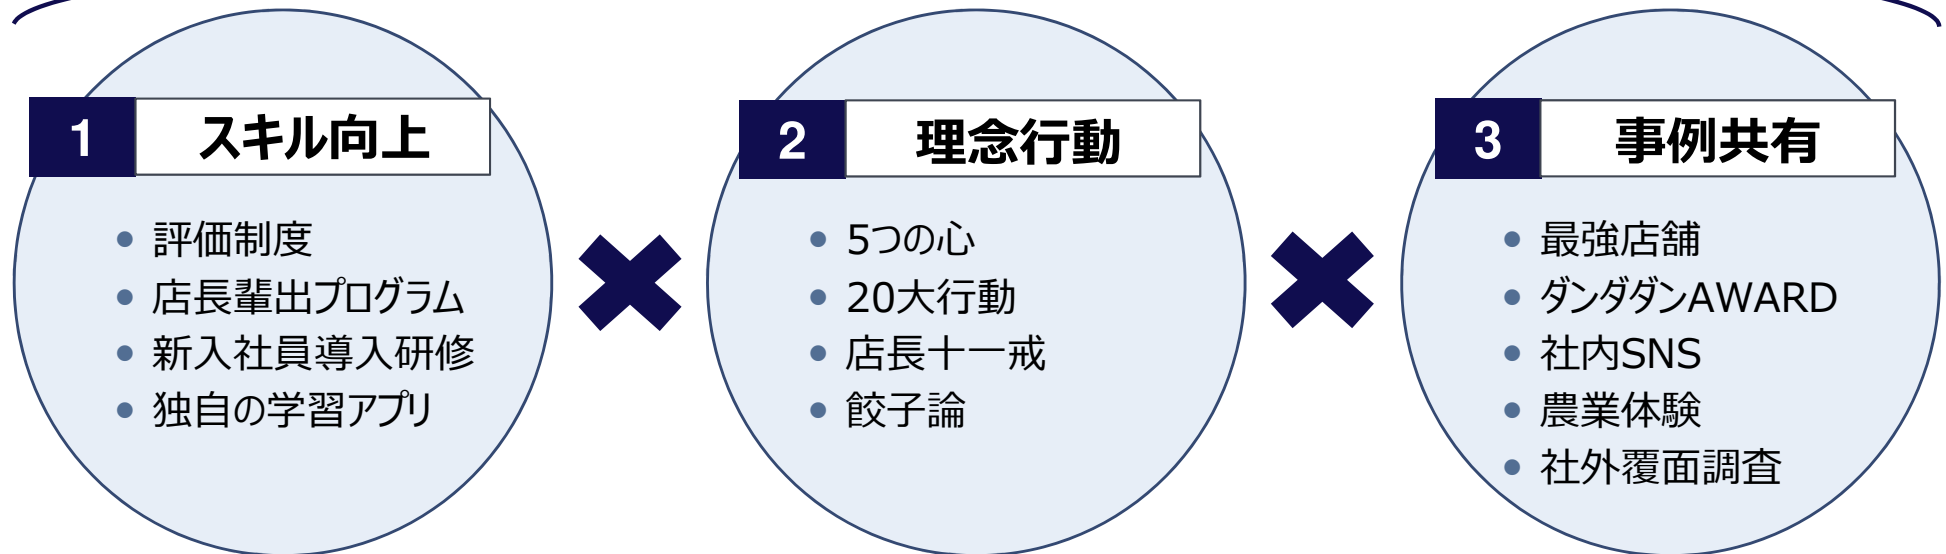 1 スキル向上
• 評価制度
• 店長輩出プログラム
• 新入社員導入研修
• 独自の学習アプリ
2 理念行動
• 5つの心
• 20大行動
• 店長十一戒
• 餃子論
3 事例共有
• 最強店舗
• ダンダダンAWARD
• 社内SNS
• 農業体験
• 社外覆面調査